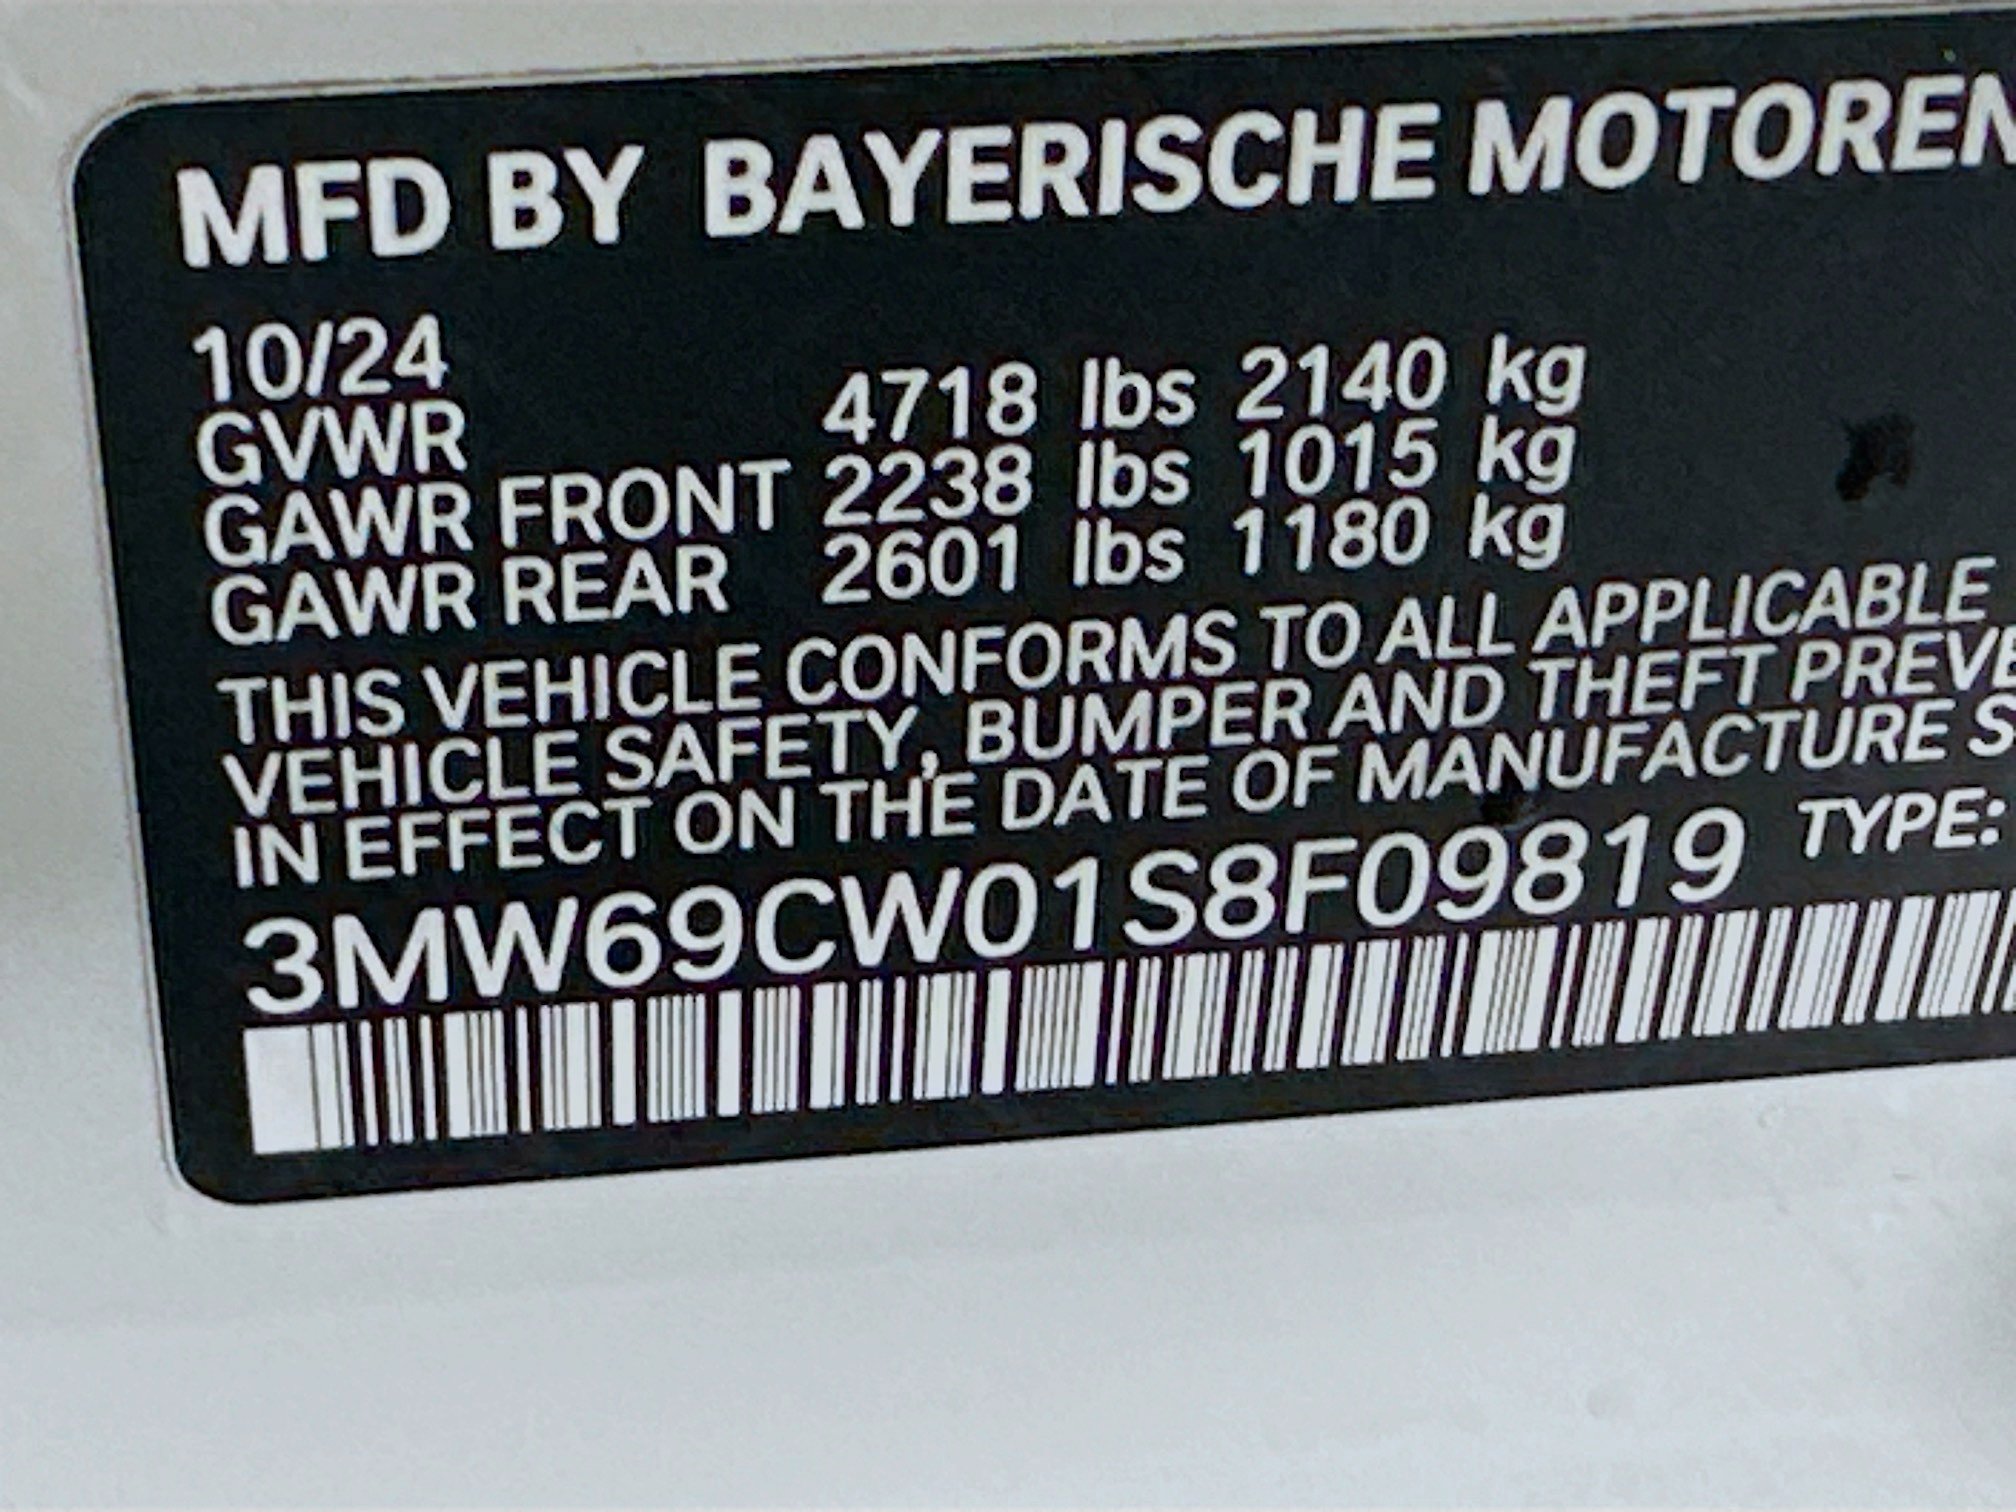 MFD BY BAYERISCHE MOTOREN
10/24
GVWR 4718 lbs 2140 kg
GAWR FRONT 2238 lbs 1015 kg
GAWR REAR 2601 lbs 1180 kg
THIS VEHICLE CONFORMS TO ALL APPLICABLE
VEHICLE SAFETY, BUMPER AND THEFT PREVE
IN EFFECT ON THE DATE OF MANUFACTURE S
3MW69CW01S8F09819 TYPE: